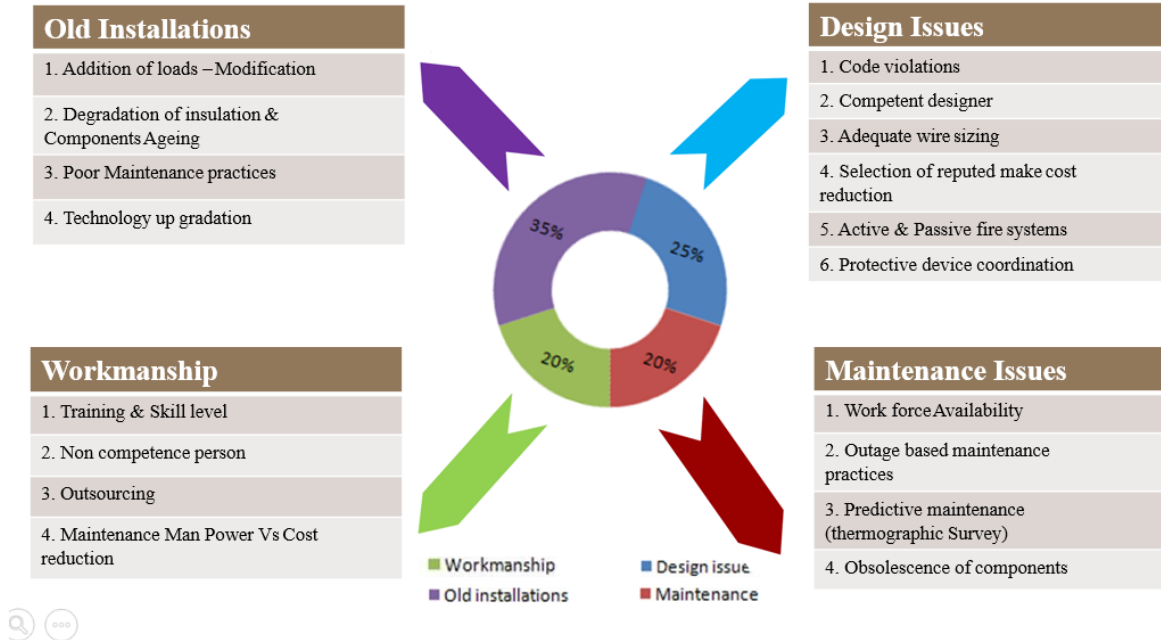 Old Installations
1. Addition of loads –Modification
2. Degradation of insulation &
Components Ageing
3. Poor Maintenance practices
4. Technology up gradation
Design Issues
1. Code violations
2. Competent designer
3. Adequate wire sizing
4. Selection of reputed make cost
reduction
5. Active & Passive fire systems
6. Protective device coordination
35%
25%
20%
20%
Workmanship
1. Training & Skill level
2. Non competence person
3. Outsourcing
4. Maintenance Man Power Vs Cost
reduction
Maintenance Issues
1. Work force Availability
2. Outage based maintenance
practices
3. Predictive maintenance
(thermographic Survey)
4. Obsolescence of components
Workmanship
Design issue
Old installations
Maintenance